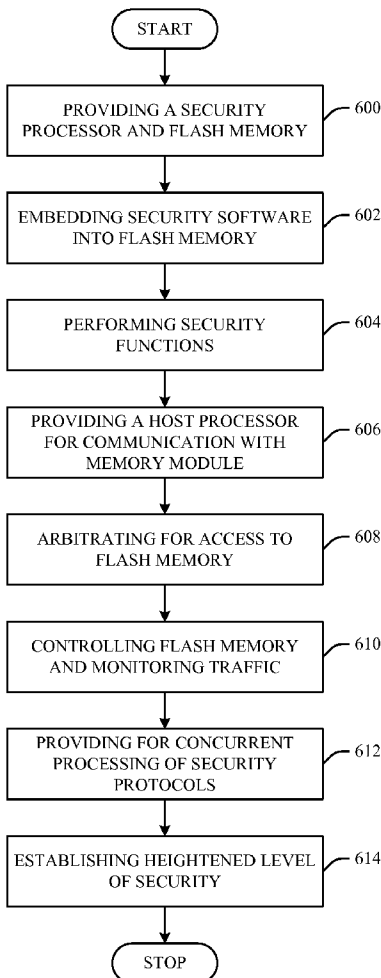 START
PROVIDING A SECURITY
PROCESSOR AND FLASH MEMORY
600
EMBEDDING SECURITY SOFTWARE
INTO FLASH MEMORY
602
PERFORMING SECURITY
FUNCTIONS
604
PROVIDING A HOST PROCESSOR
FOR COMMUNICATION WITH
MEMORY MODULE
606
ARBITRATING FOR ACCESS TO
FLASH MEMORY
608
CONTROLLING FLASH MEMORY
AND MONITORING TRAFFIC
610
PROVIDING FOR CONCURRENT
PROCESSING OF SECURITY
PROTOCOLS
612
ESTABLISHING HEIGHTENED LEVEL
OF SECURITY
614
STOP